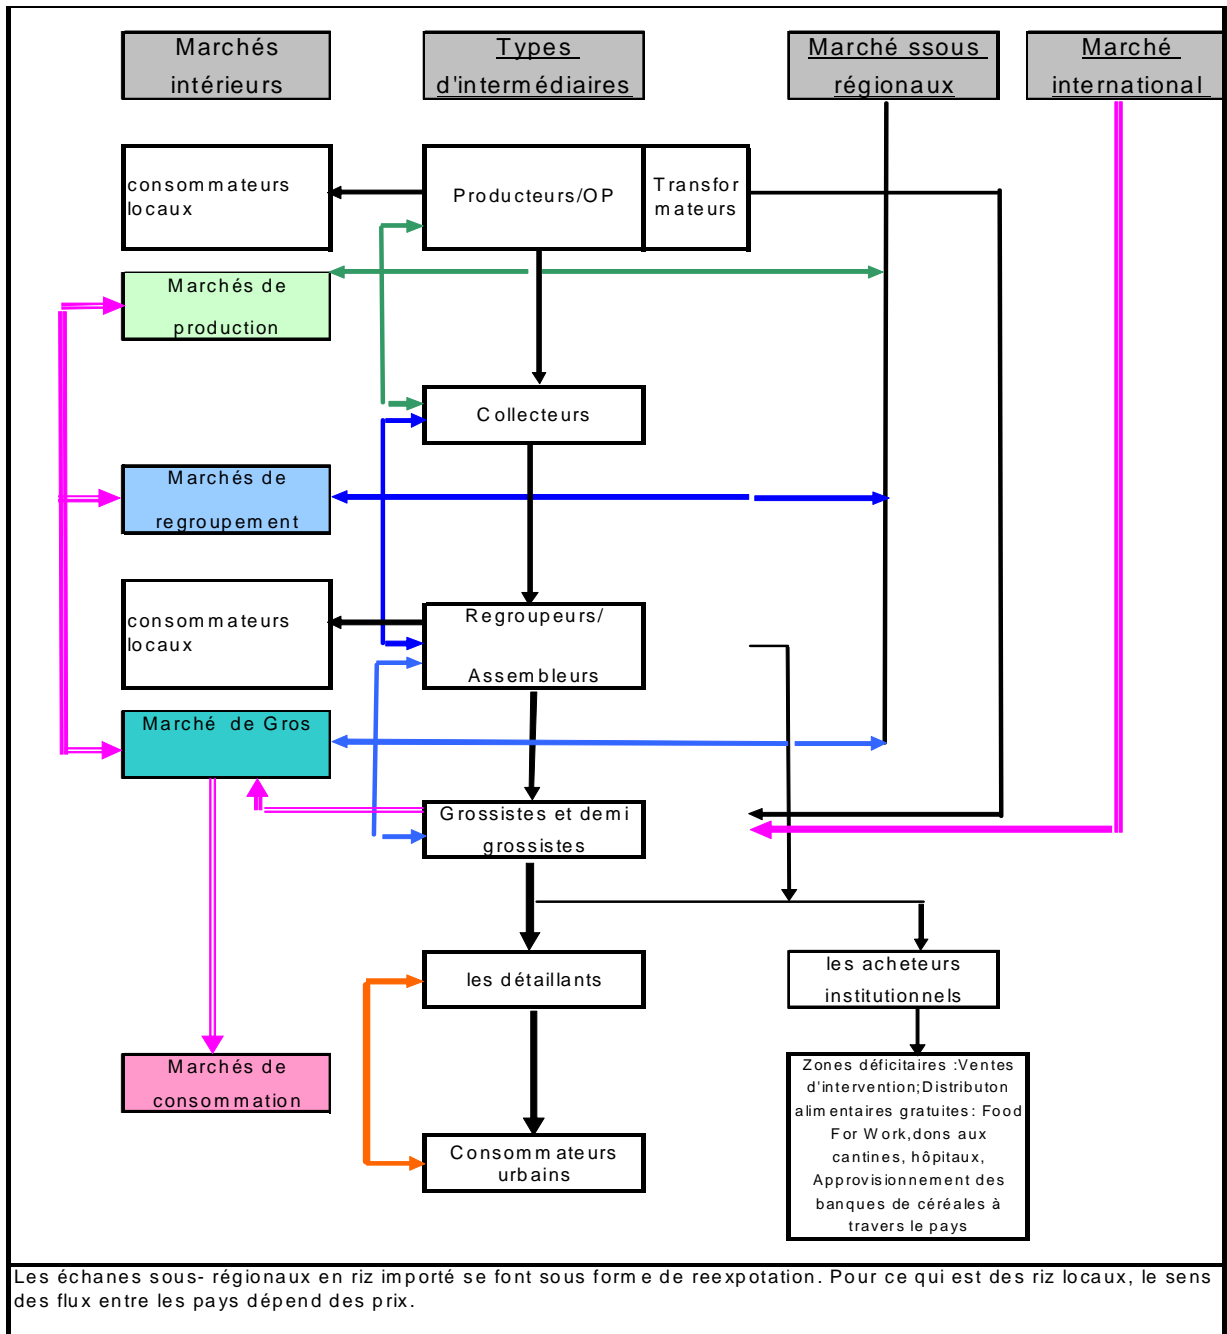 Marchés
intérieurs
Types
d'intermédiaires
Marché ssous
régionaux
Marché
international
consommateurs
locaux
Producteurs/OP
Transfor
mateurs
Marchés de
production
Collecteurs
Marchés de
regroupement
consommateurs
locaux
Regroupeurs/
Assembleurs
Marché de Gros
Grossistes et demi
grossistes
les détaillants
les acheteurs
institutionnels
Marchés de
consommation
Zones déficitaires :Ventes
d'intervention;Distributon
alimentaires gratuites: Food
For Work,dons aux
cantines, hôpitaux,
Approvisionnement des
banques de céréales à
travers le pays
Consommateurs
urbains
Les échanes sous- régionaux en riz importé se font sous forme de reexpotation. Pour ce qui est des riz locaux, le sens
des flux entre les pays dépend des prix.